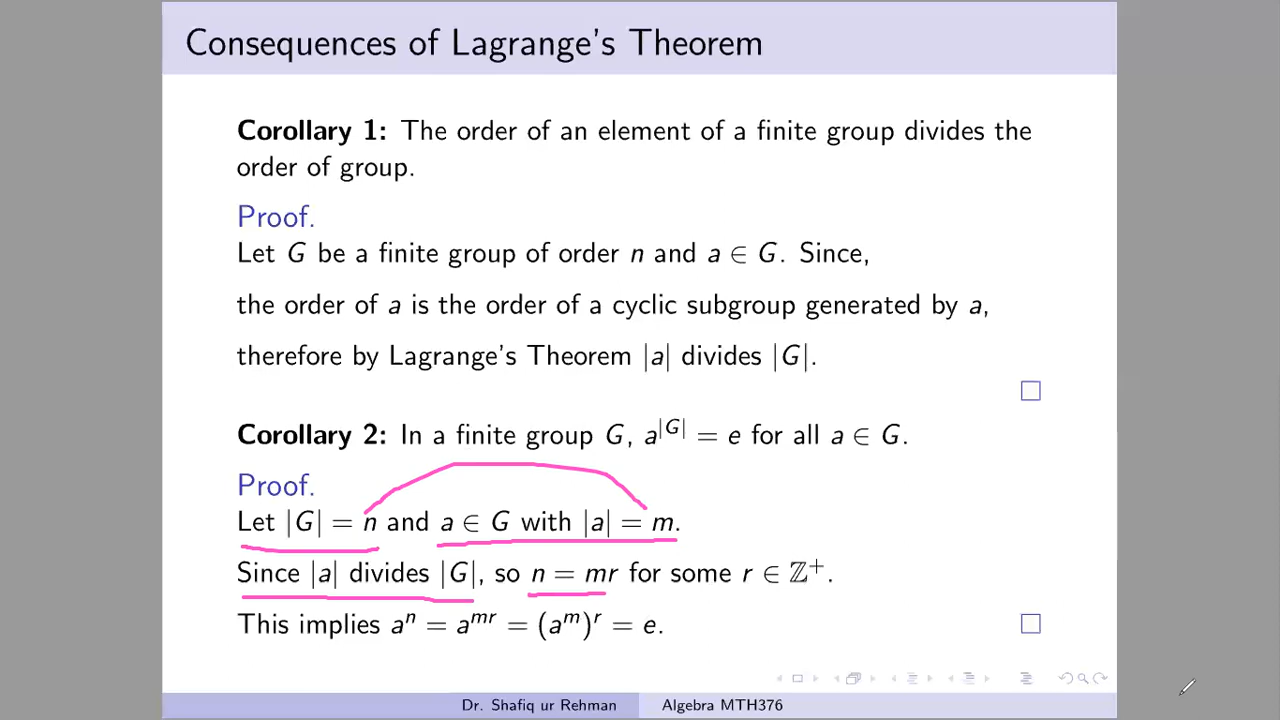 Consequences of Lagrange's Theorem
Corollary 1: The order of an element of a finite group divides the
order of group.
Proof.
Let G be a finite group of order n and a ∈ G. Since,
the order of a is the order of a cyclic subgroup generated by a,
therefore by Lagrange's Theorem |a| divides |G|.
Corollary 2: In a finite group G, a^|G| = e for all a ∈ G.
Proof.
Let |G| = n and a ∈ G with |a| = m.
Since |a| divides |G|, so n = mr for some r ∈ ℤ⁺.
This implies aⁿ = a^mr = (a^m)^r = e.
Dr. Shafiq ur Rehman Algebra MTH376